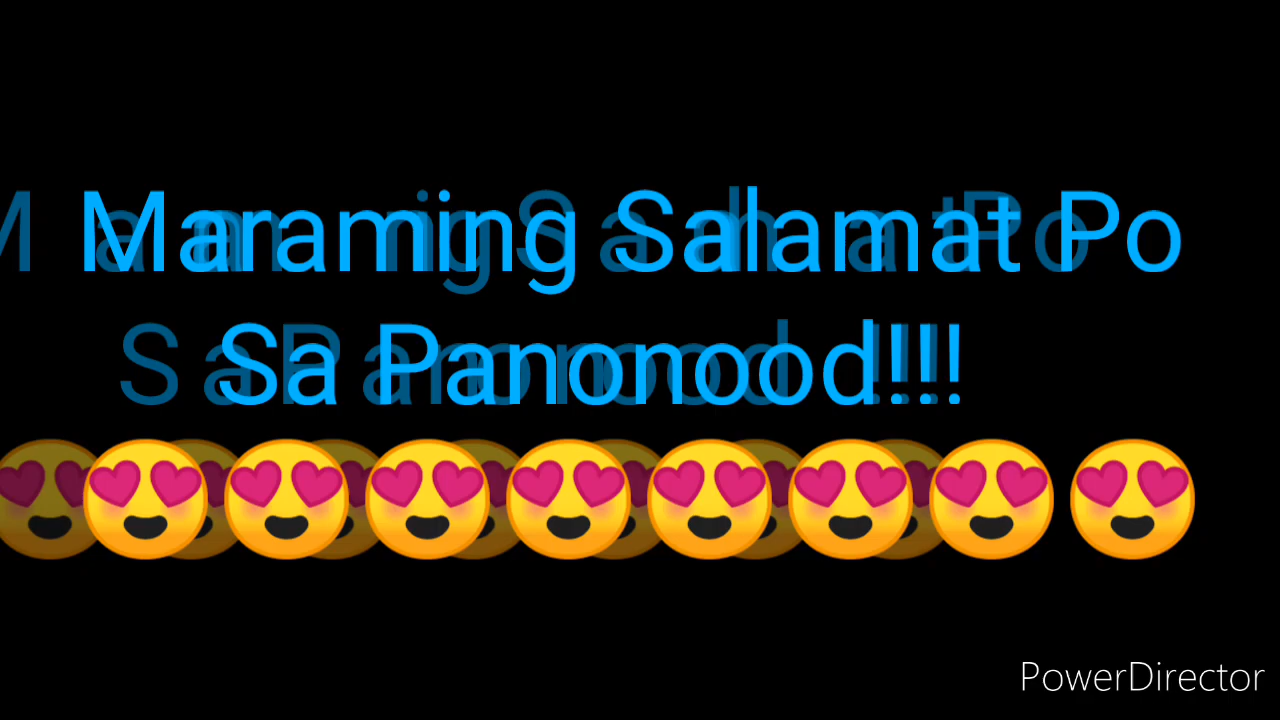 Maraming Salamat Po
Sa Panonood!!!
😍😍😍😍😍😍😍😍
PowerDirector